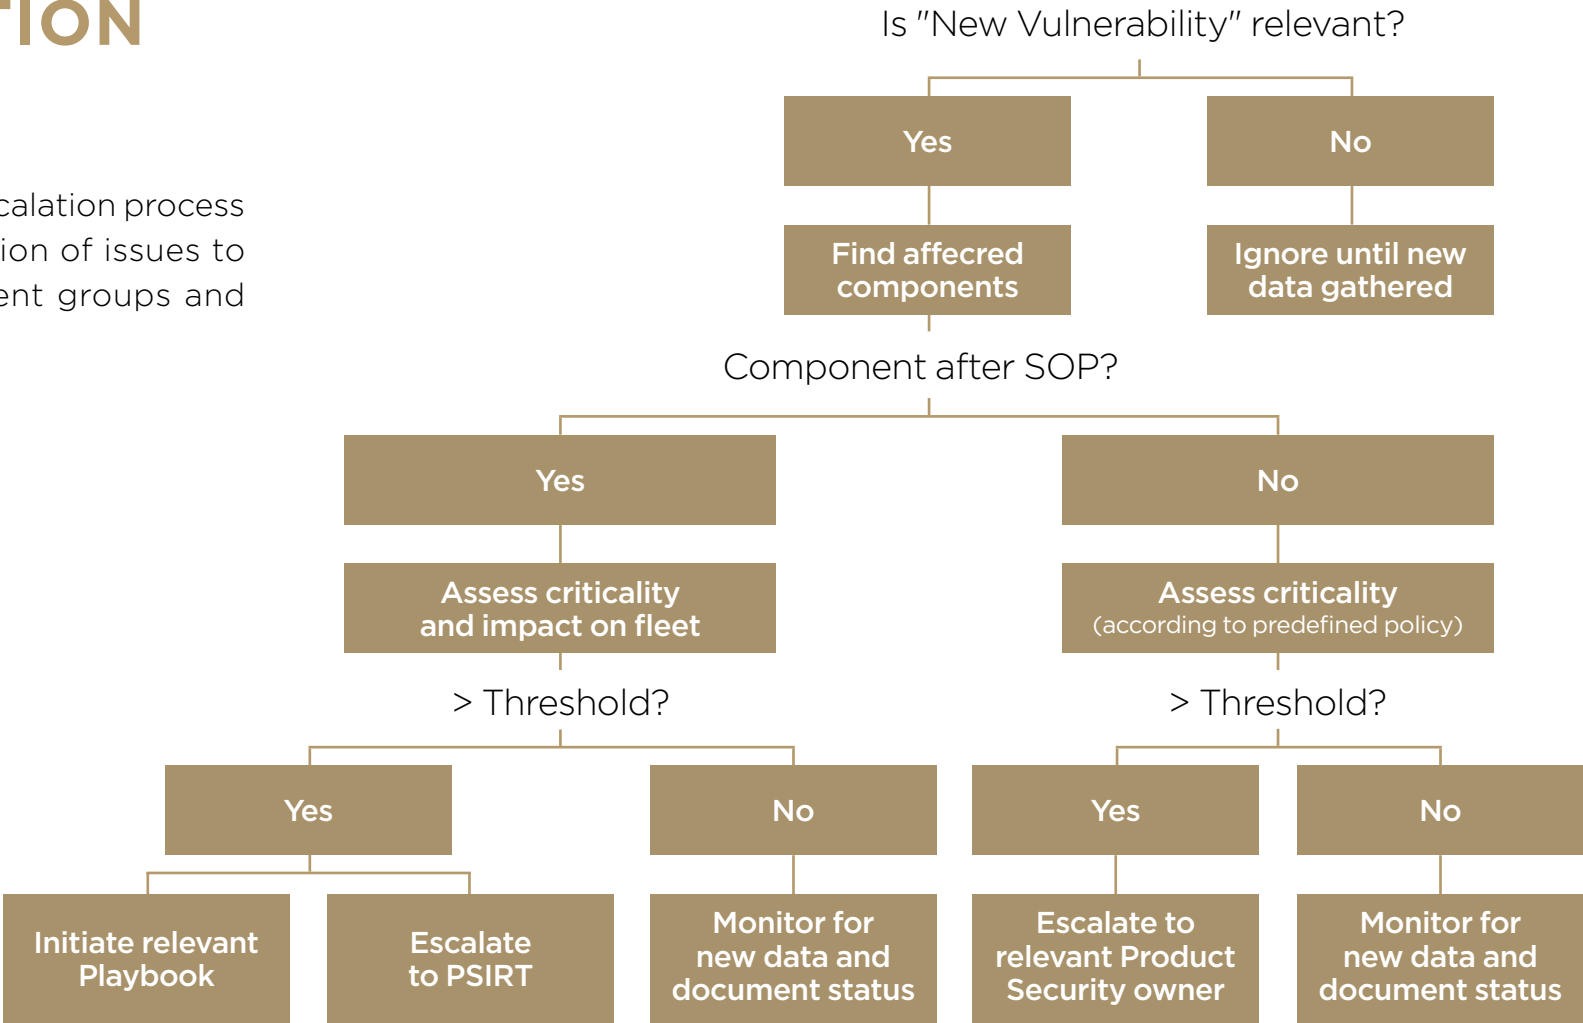 TION
calation process
ion of issues to
ent groups and
Is "New Vulnerability" relevant?
Yes
No
Find affecred
components
Ignore until new
data gathered
Component after SOP?
Yes
No
Assess criticality
and impact on fleet
Assess criticality
(according to predefined policy)
> Threshold?
> Threshold?
Yes
No
Yes
No
Initiate relevant
Playbook
Escalate
to PSIRT
Monitor for
new data and
document status
Escalate to
relevant Product
Security owner
Monitor for
new data and
document status